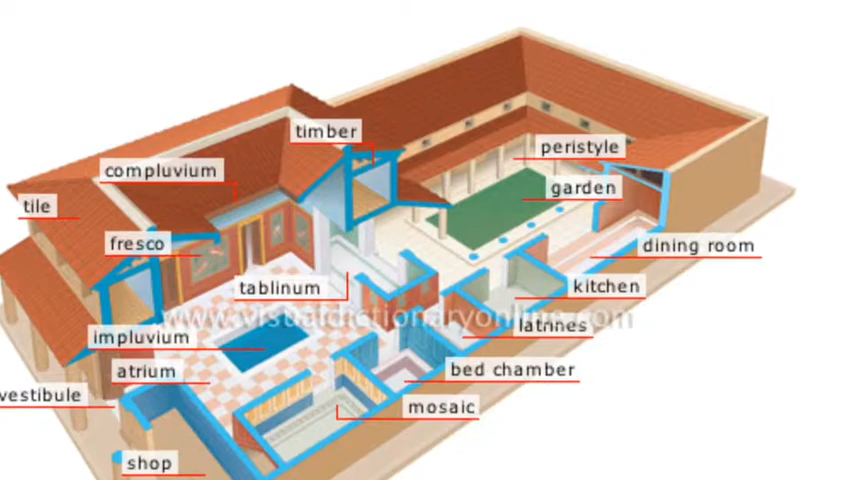 timber
peristyle
compluvium
garden
tile
fresco
dining room
tablinum
kitchen
www.visualdictionaryonline.com
latrines
impluvium
atrium
bed chamber
vestibule
mosaic
shop